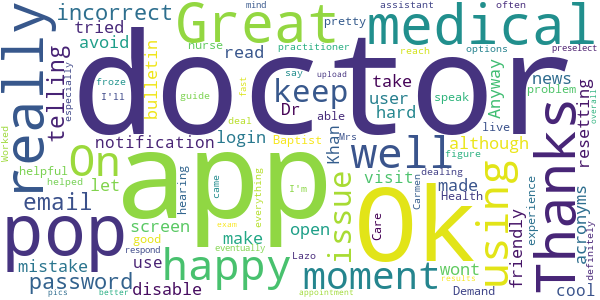 mind
assistant
often
incorrect
Great
medical
pretty
nurse
practitioner
reach
options
preselect
tried
avoid
really
telling
especially
bulletin
read
say
upload
doctor
froze
I'll
guide
fast
deal
I'm
keep
Dr
able
take
user
hard
Mrs
speak
Anyway
news
problem
live
overall
Thanks
resetting
acronyms
definitely
notification
login
Baptist
Khan
well
although
figure
Worked
helpful
helped
On
let
app
Ok
using
issue
visit
made
Health
dealing
Carmen
Care
friendly
experience
email
pop
screen
good
respond
eventually
hearing
came
everything
make
open
happy
Lazo
moment
wont
Demand
results
cool
mistake
use
password
disable
pics
better
exam
appointment